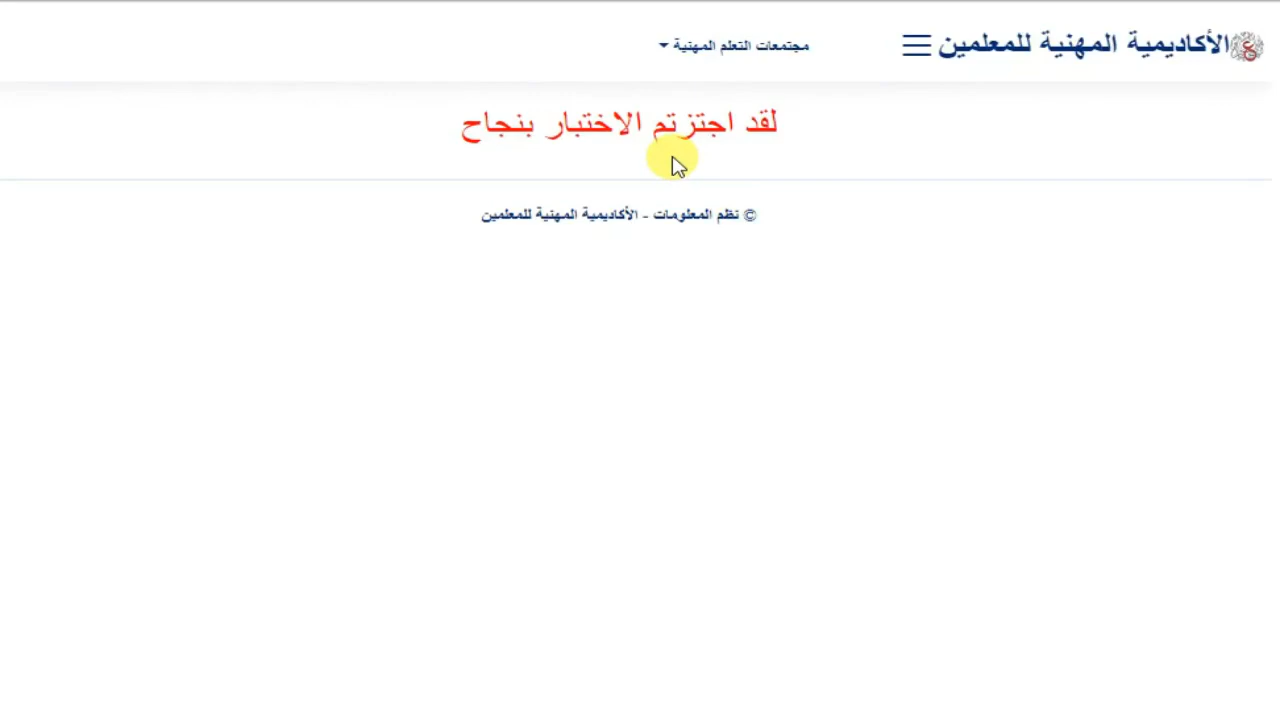 الأكاديمية المهنية للمعلمين
مجتمعات التعلم المهنية
لقد اجتزتم الاختبار بنجاح
© نظم المعلومات - الأكاديمية المهنية للمعلمين